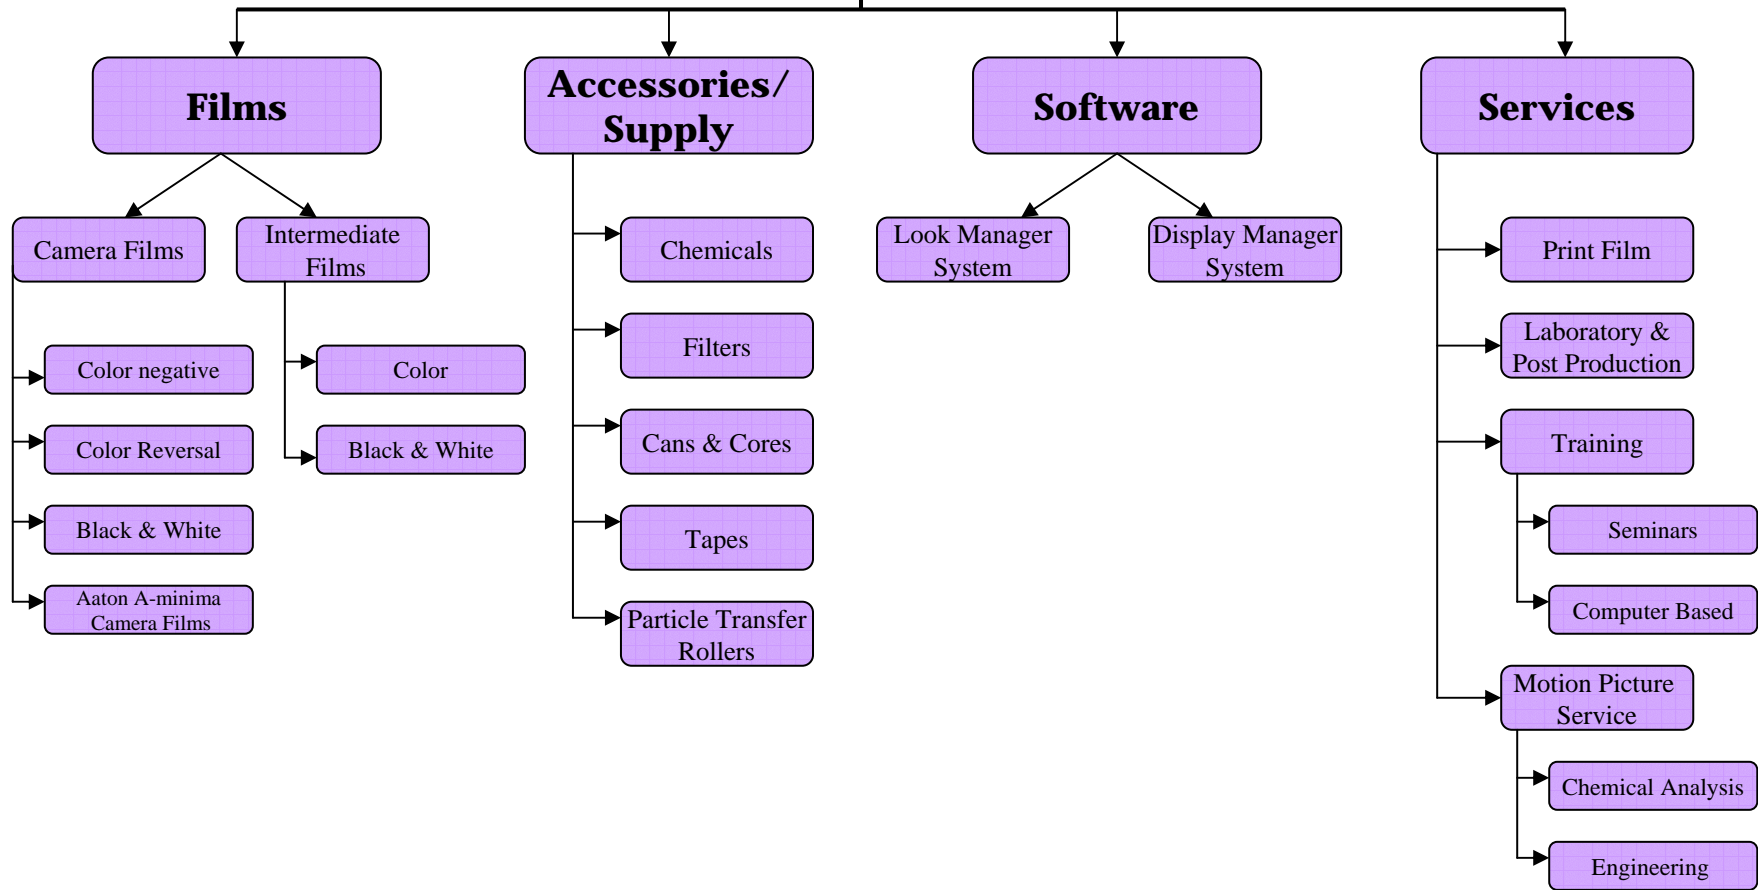 Films
Accessories/
Supply
Software
Services
Camera Films
Intermediate
Films
Color negative
Color Reversal
Black & White
Aaton A-minima
Camera Films
Color
Black & White
Chemicals
Filters
Cans & Cores
Tapes
Particle Transfer
Rollers
Look Manager
System
Display Manager
System
Print Film
Laboratory &
Post Production
Training
Seminars
Computer Based
Motion Picture
Service
Chemical Analysis
Engineering